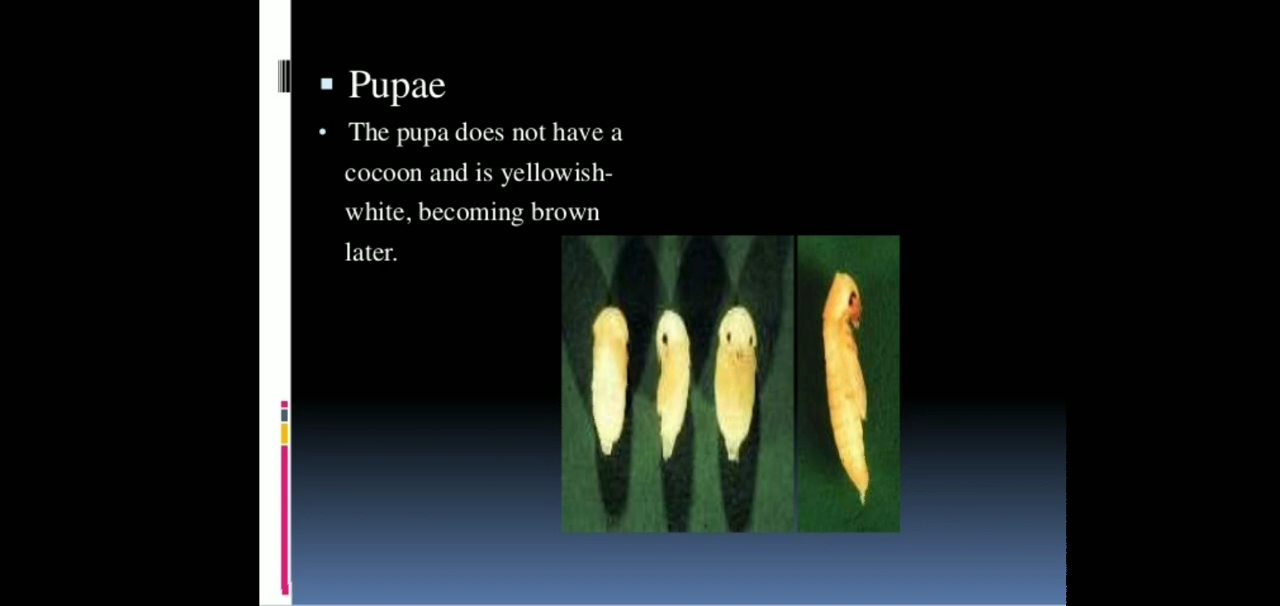 Pupae
The pupa does not have a
cocoon and is yellowish-
white, becoming brown
later.